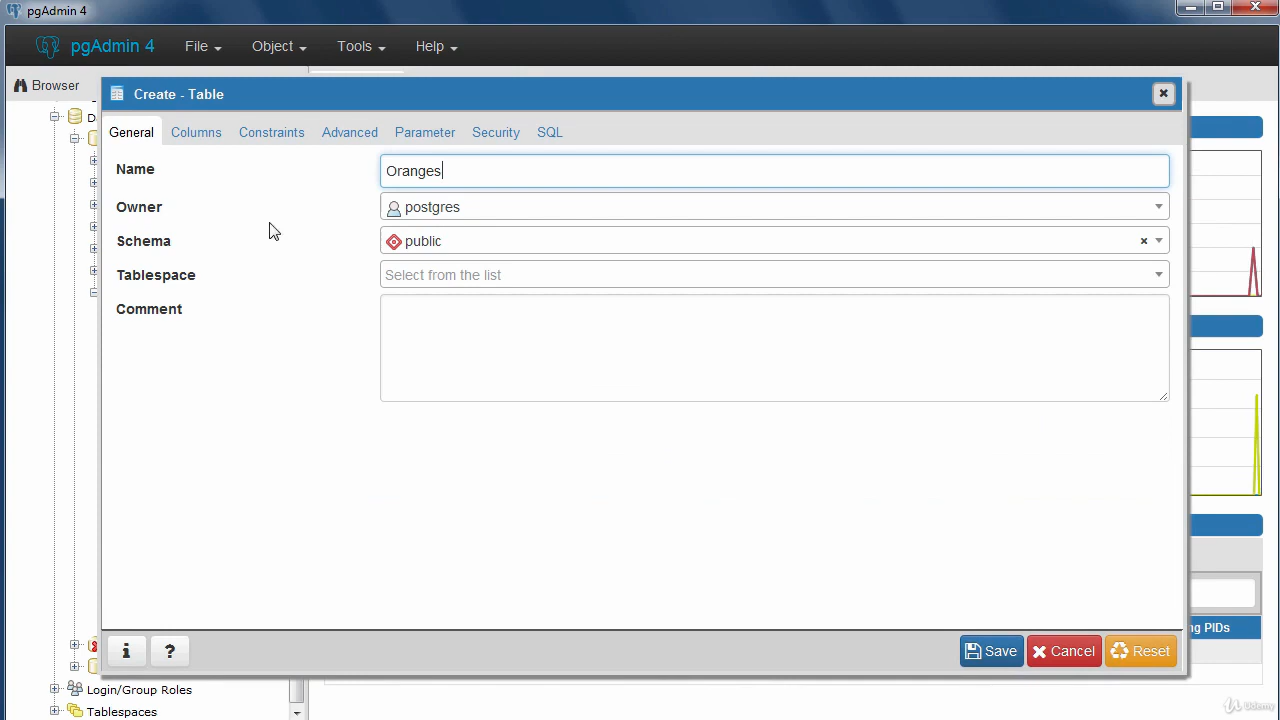 pgAdmin 4
pgAdmin 4 File Object Tools Help
Browser
Create - Table
General Columns Constraints Advanced Parameter Security SQL
Name Oranges
Owner postgres
Schema public
Tablespace Select from the list
Comment
i ? Save Cancel Reset
ng PIDs
Login/Group Roles
Tablespaces
Udemy